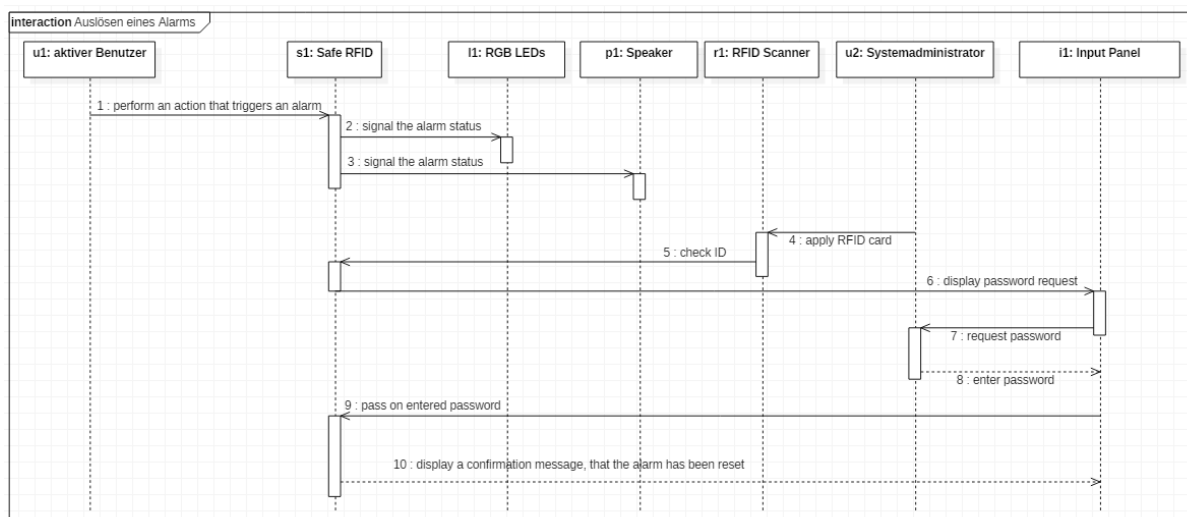 interaction Auslösen eines Alarms
u1: aktiver Benutzer
s1: Safe RFID
l1: RGB LEDs
p1: Speaker
r1: RFID Scanner
u2: Systemadministrator
i1: Input Panel
1 : perform an action that triggers an alarm
2 : signal the alarm status
3 : signal the alarm status
4 : apply RFID card
5 : check ID
6 : display password request
7 : request password
8 : enter password
9 : pass on entered password
10 : display a confirmation message, that the alarm has been reset